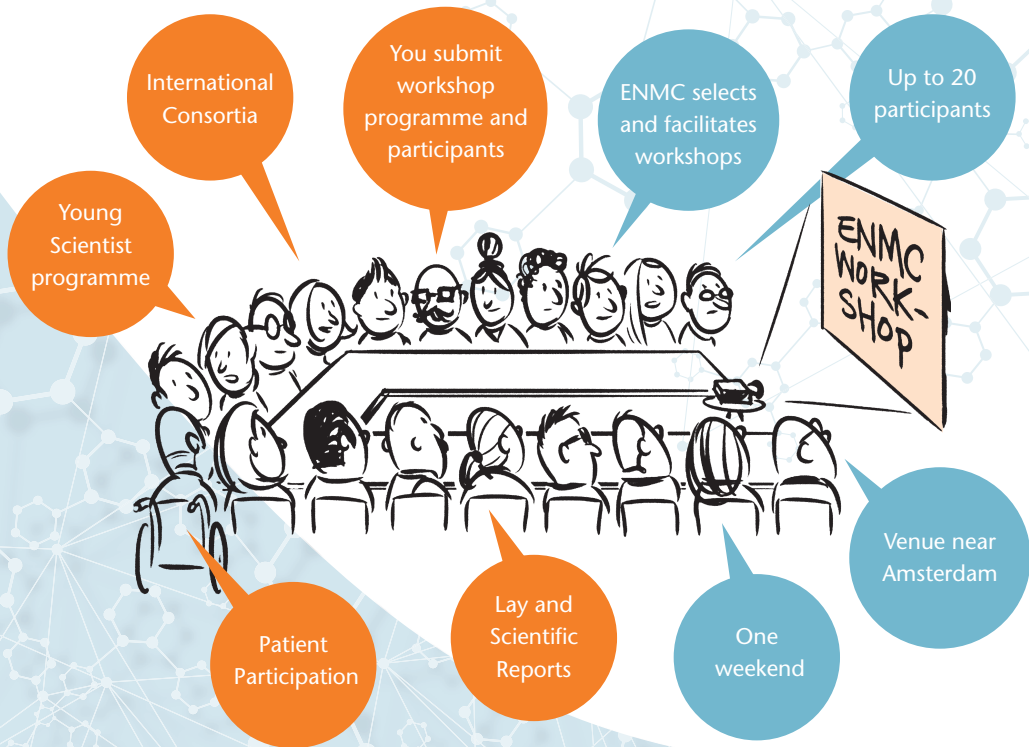 International
Consortia
You submit
workshop
programme and
participants
ENMC selects
and facilitates
workshops
Up to 20
participants
Young
Scientist
programme
ENMC
WORK-
SHOP
Patient
Participation
Lay and
Scientific
Reports
One
weekend
Venue near
Amsterdam